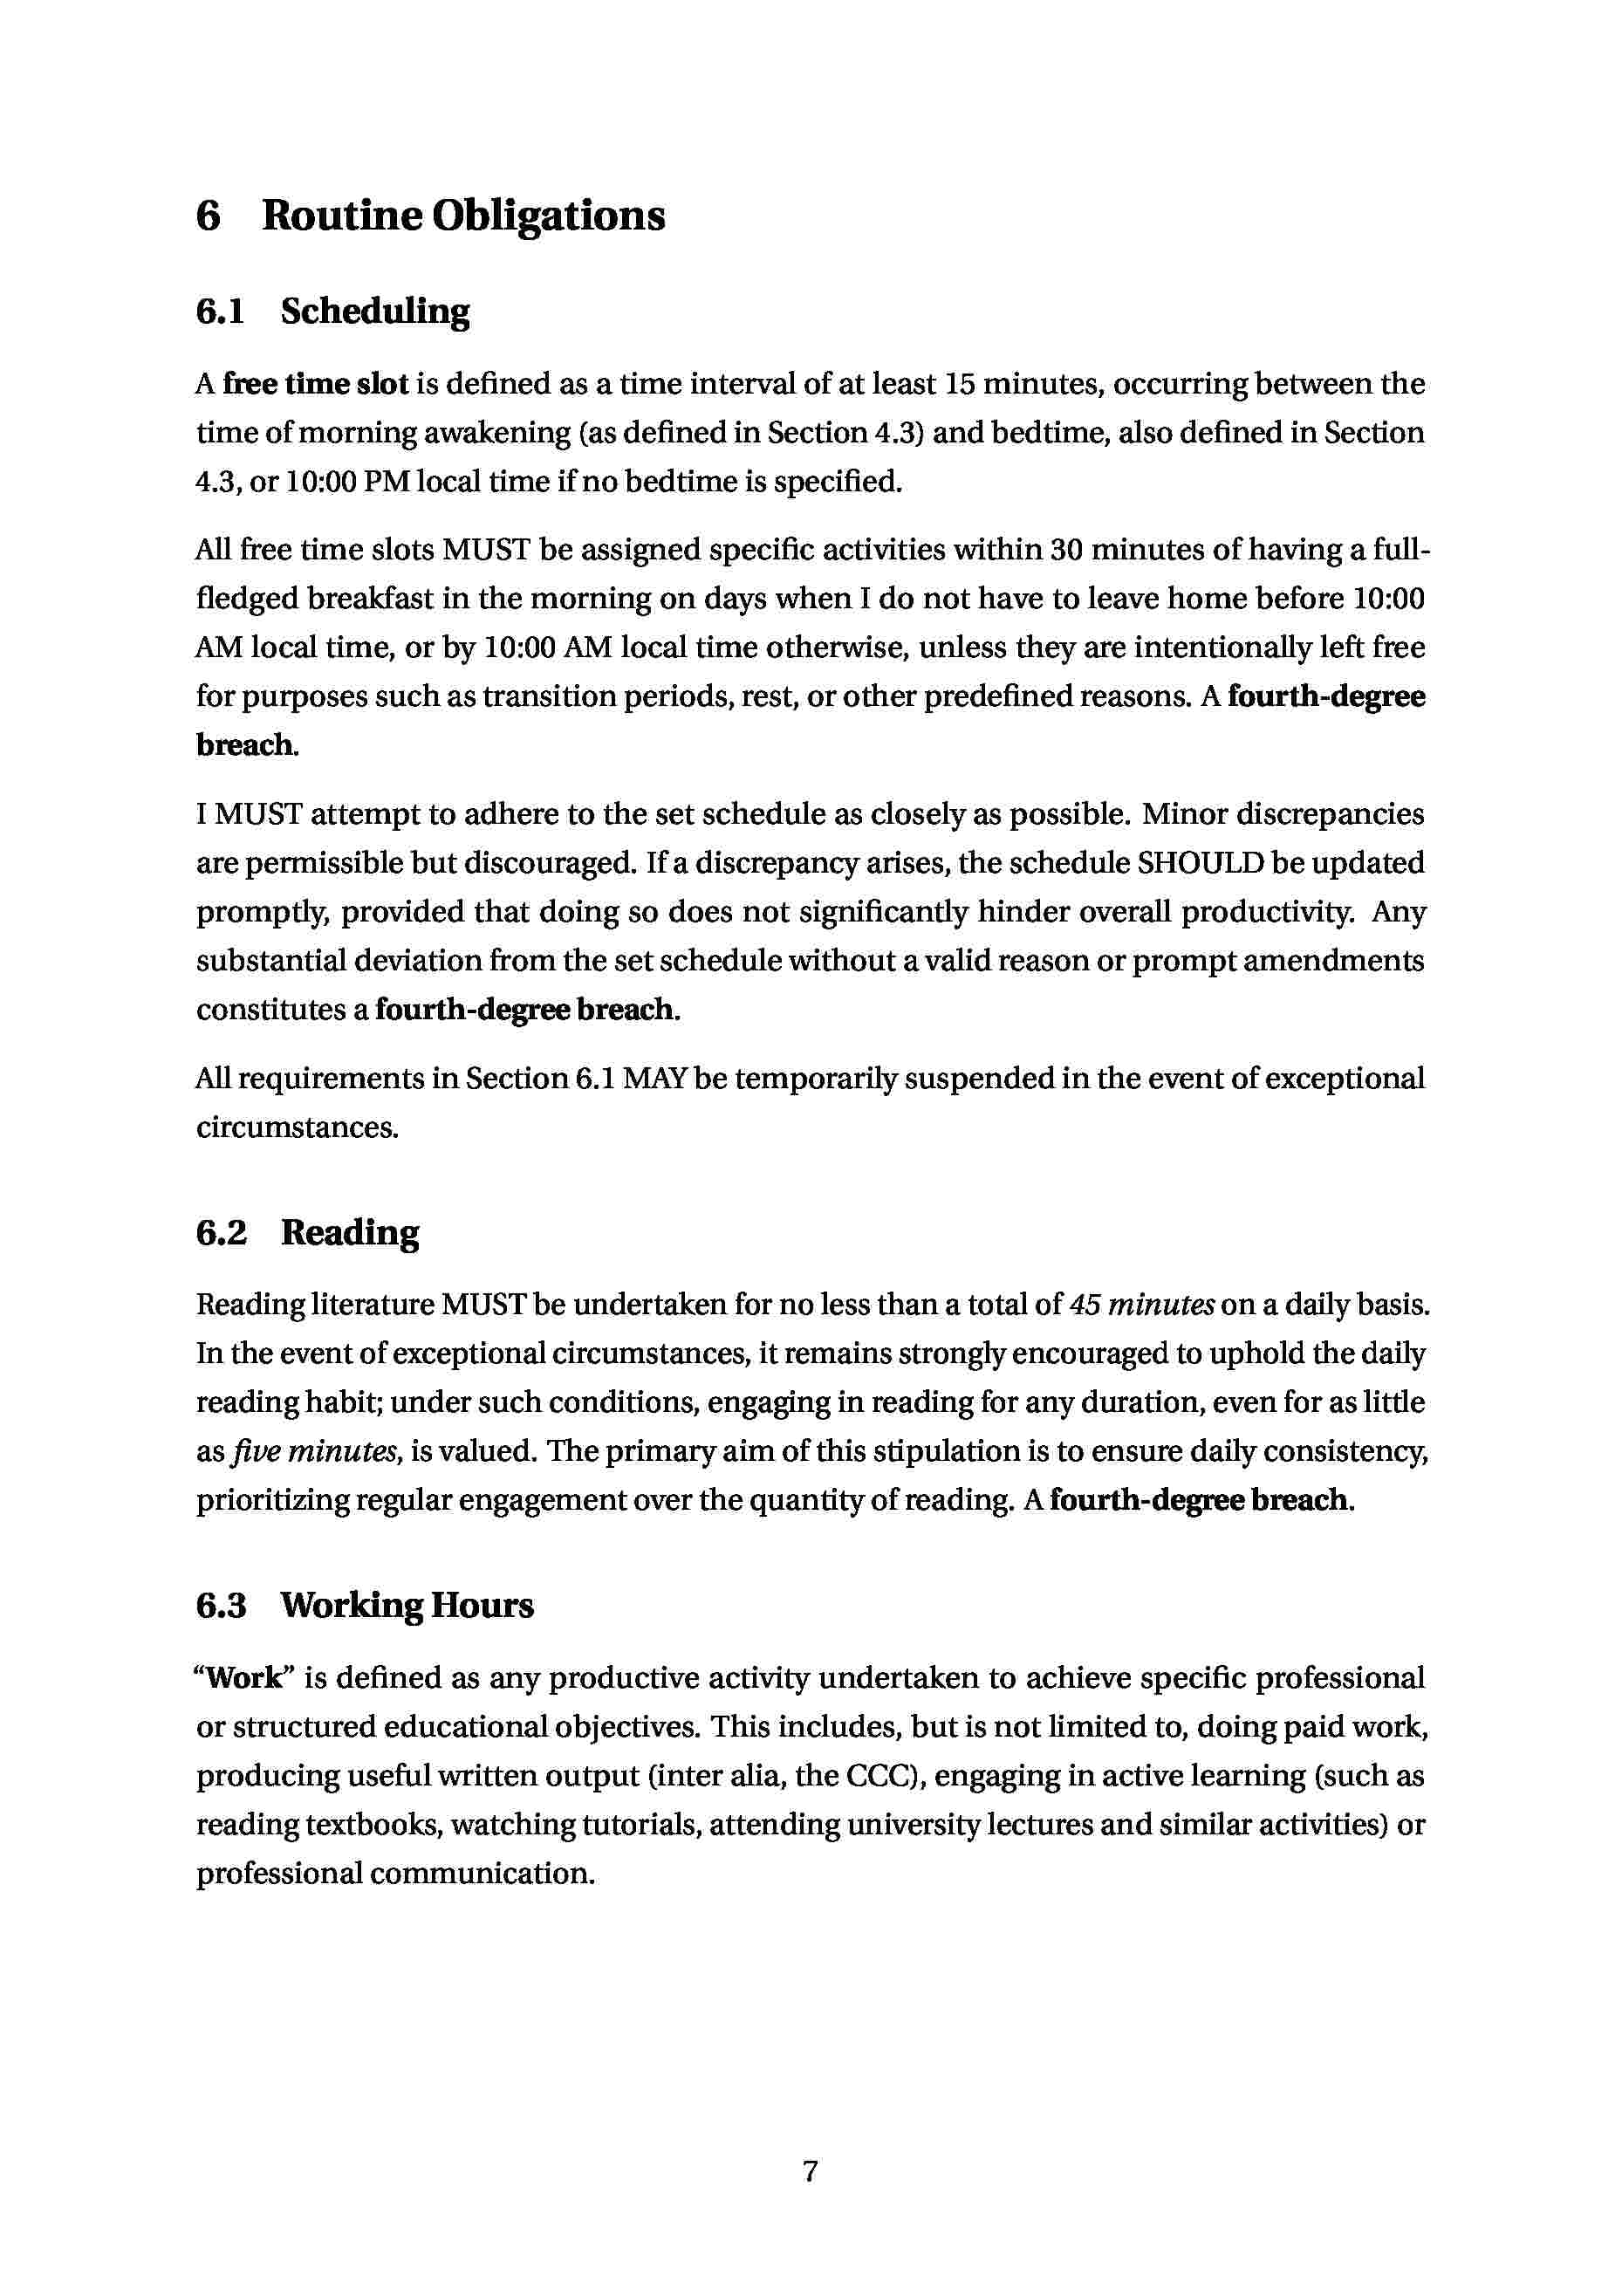 6 Routine Obligations
6.1 Scheduling
A free time slot is defined as a time interval of at least 15 minutes, occurring between the
time of morning awakening (as defined in Section 4.3) and bedtime, also defined in Section
4.3, or 10:00 PM local time if no bedtime is specified.
All free time slots MUST be assigned specific activities within 30 minutes of having a full-
fledged breakfast in the morning on days when I do not have to leave home before 10:00
AM local time, or by 10:00 AM local time otherwise, unless they are intentionally left free
for purposes such as transition periods, rest, or other predefined reasons. A fourth-degree
breach.
I MUST attempt to adhere to the set schedule as closely as possible. Minor discrepancies
are permissible but discouraged. If a discrepancy arises, the schedule SHOULD be updated
promptly, provided that doing so does not significantly hinder overall productivity. Any
substantial deviation from the set schedule without a valid reason or prompt amendments
constitutes a fourth-degree breach.
All requirements in Section 6.1 MAY be temporarily suspended in the event of exceptional
circumstances.
6.2 Reading
Reading literature MUST be undertaken for no less than a total of 45 minutes on a daily basis.
In the event of exceptional circumstances, it remains strongly encouraged to uphold the daily
reading habit; under such conditions, engaging in reading for any duration, even for as little
as five minutes, is valued. The primary aim of this stipulation is to ensure daily consistency,
prioritizing regular engagement over the quantity of reading. A fourth-degree breach.
6.3 Working Hours
“Work” is defined as any productive activity undertaken to achieve specific professional
or structured educational objectives. This includes, but is not limited to, doing paid work,
producing useful written output (inter alia, the CCC), engaging in active learning (such as
reading textbooks, watching tutorials, attending university lectures and similar activities) or
professional communication.
7